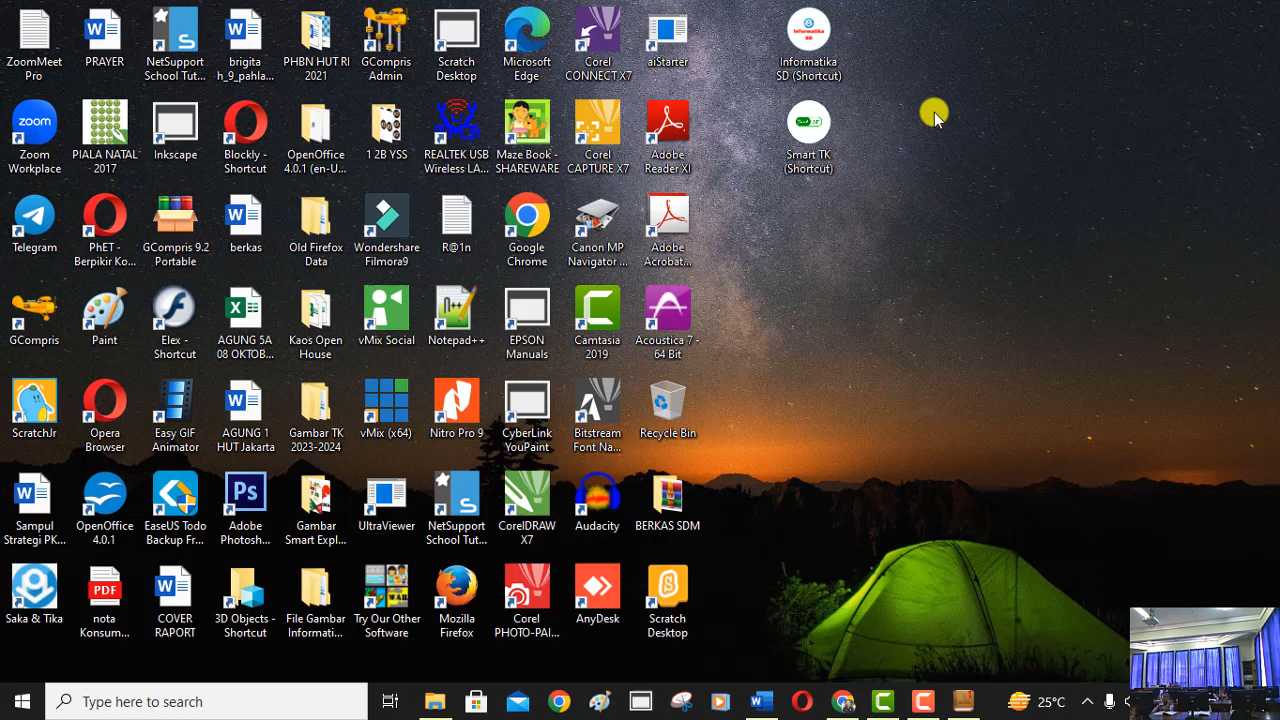 ZoomMeet
Pro
PRAYER
NetSupport
School Tut...
brigita
h_9_pahla...
PHBN HUT RI
2021
GCompris
Admin
Scratch
Desktop
Microsoft
Edge
Corel
CONNECT X7
aiStarter
Informatika
SD
Informatika
SD (Shortcut)
zoom
Zoom
Workplace
PIALA NATAL
2017
Inkscape
Blockly -
Shortcut
OpenOffice
4.0.1 (en-U...
1 2B YSS
REALTEK USB
Wireless LA...
Maze Book -
SHAREWARE
Corel
CAPTURE X7
Adobe
Reader XI
Smart TK
(Shortcut)
Telegram
PhET -
Berpikir Ko...
GCompris 9.2
Portable
berkas
Old Firefox
Data
Wondershare
Filmora9
R@1n
Google
Chrome
Canon MP
Navigator ...
Adobe
Acrobat...
GCompris
Paint
Elex -
Shortcut
AGUNG 5A
08 OKTOB...
Kaos Open
House
vMix Social
Notepad++
EPSON
Manuals
Camtasia
2019
Acoustica 7 -
64 Bit
ScratchJr
Opera
Browser
Easy GIF
Animator
AGUNG 1
HUT Jakarta
Gambar TK
2023-2024
vMix (x64)
Nitro Pro 9
CyberLink
YouPaint
Bitstream
Font Na...
Recycle Bin
Sampul
Strategi PK...
OpenOffice
4.0.1
EaseUS Todo
Backup Fr...
Ps
Adobe
Photosh...
Gambar
Smart Expl...
UltraViewer
NetSupport
School Tut...
CorelDRAW
X7
Audacity
BERKAS SDM
Saka & Tika
PDF
nota
Konsum...
COVER
RAPORT
3D Objects -
Shortcut
File Gambar
Informati...
Try Our Other
Software
Mozilla
Firefox
Corel
PHOTO-PAI...
AnyDesk
Scratch
Desktop
Type here to search
25°C